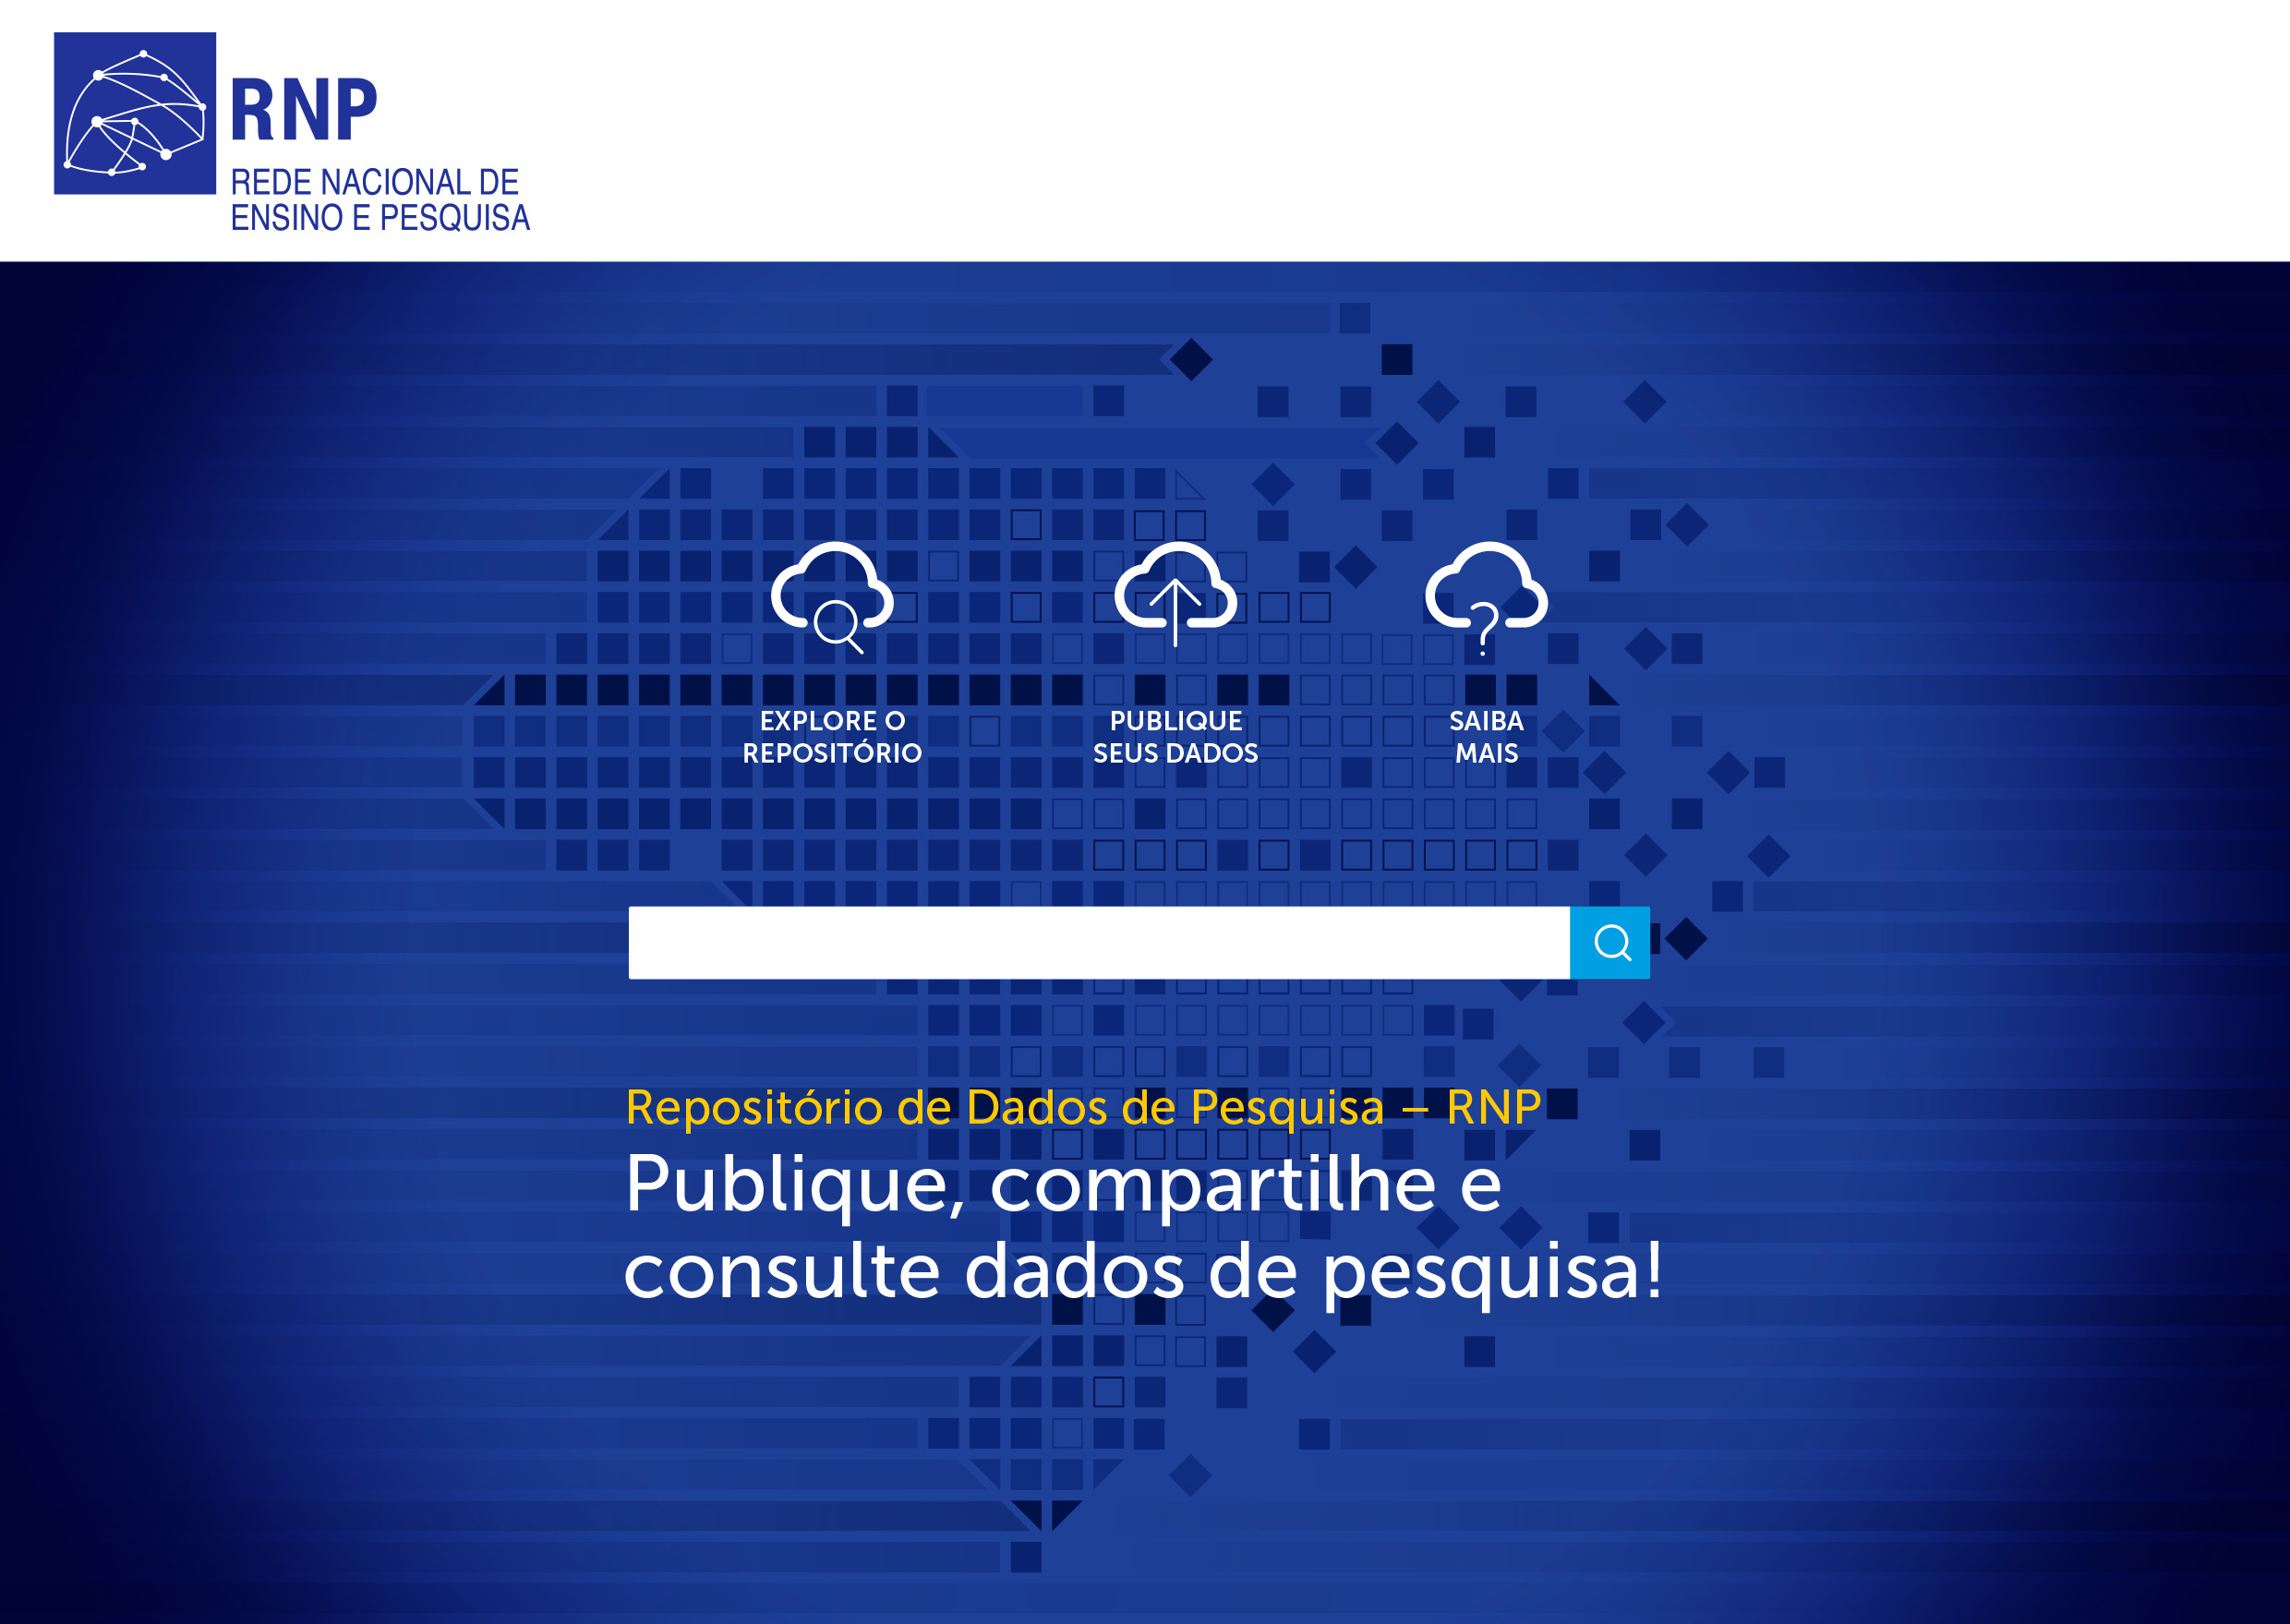 RNP
REDE NACIONAL DE
ENSINO E PESQUISA
EXPLORE O
REPOSITÓRIO
PUBLIQUE
SEUS DADOS
SAIBA
MAIS
Repositório de Dados de Pesquisa – RNP
Publique, compartilhe e
consulte dados de pesquisa!